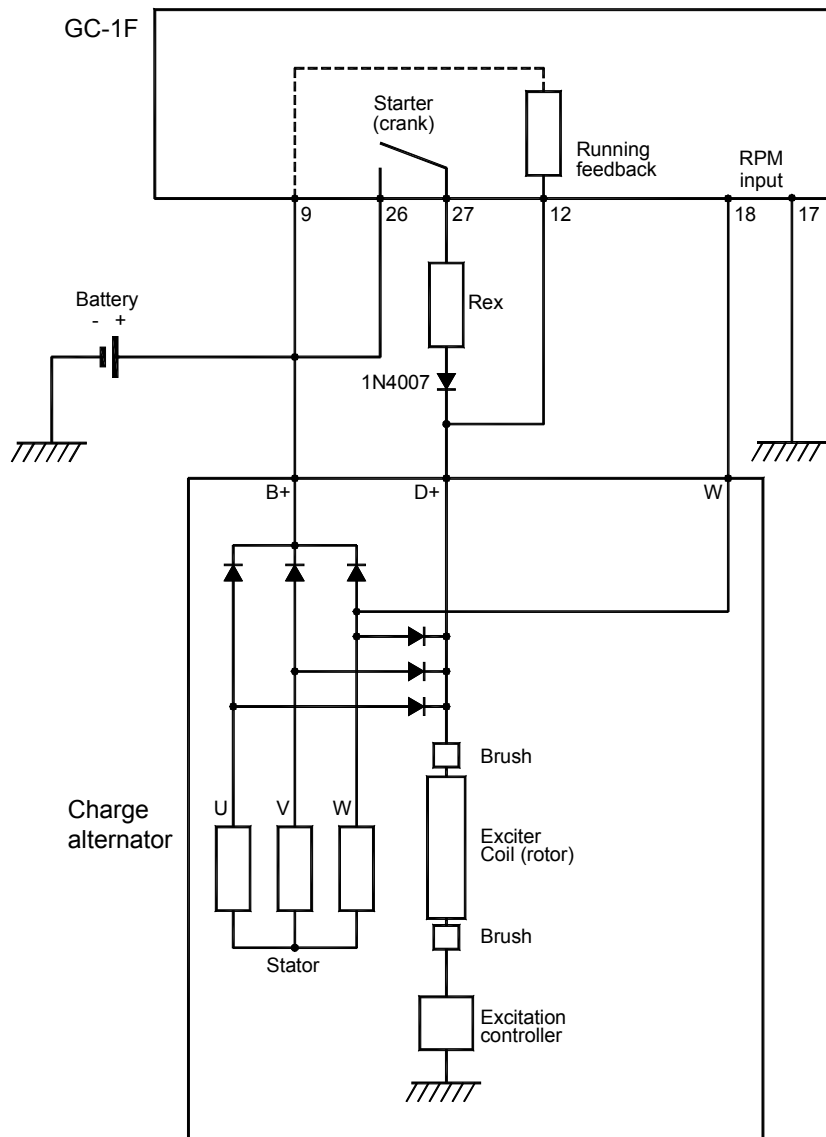 GC-1F
Starter
(crank)
Running
feedback
RPM
input
9
26
27
12
18
17
Battery
- +
Rex
1N4007
B+
D+
W
Brush
U
V
W
Charge
alternator
Exciter
Coil (rotor)
Brush
Stator
Excitation
controller